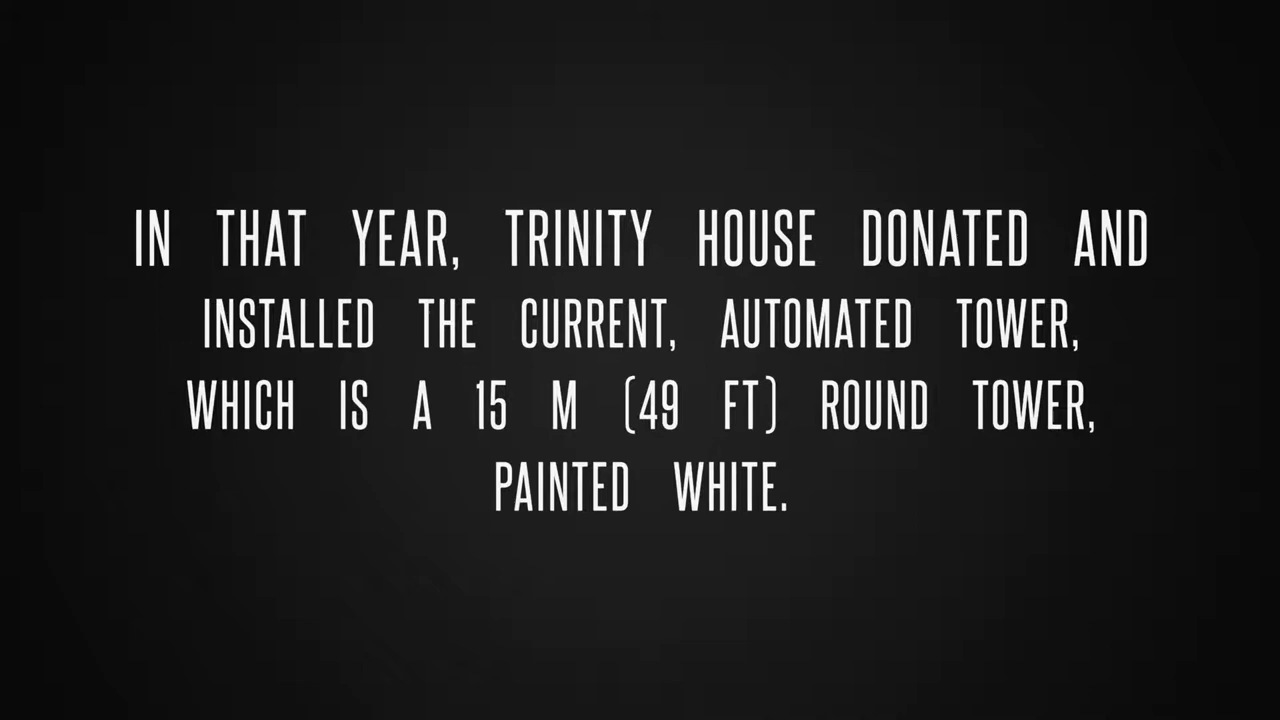 IN THAT YEAR, TRINITY HOUSE DONATED AND
INSTALLED THE CURRENT, AUTOMATED TOWER,
WHICH IS A 15 M (49 FT) ROUND TOWER,
PAINTED WHITE.